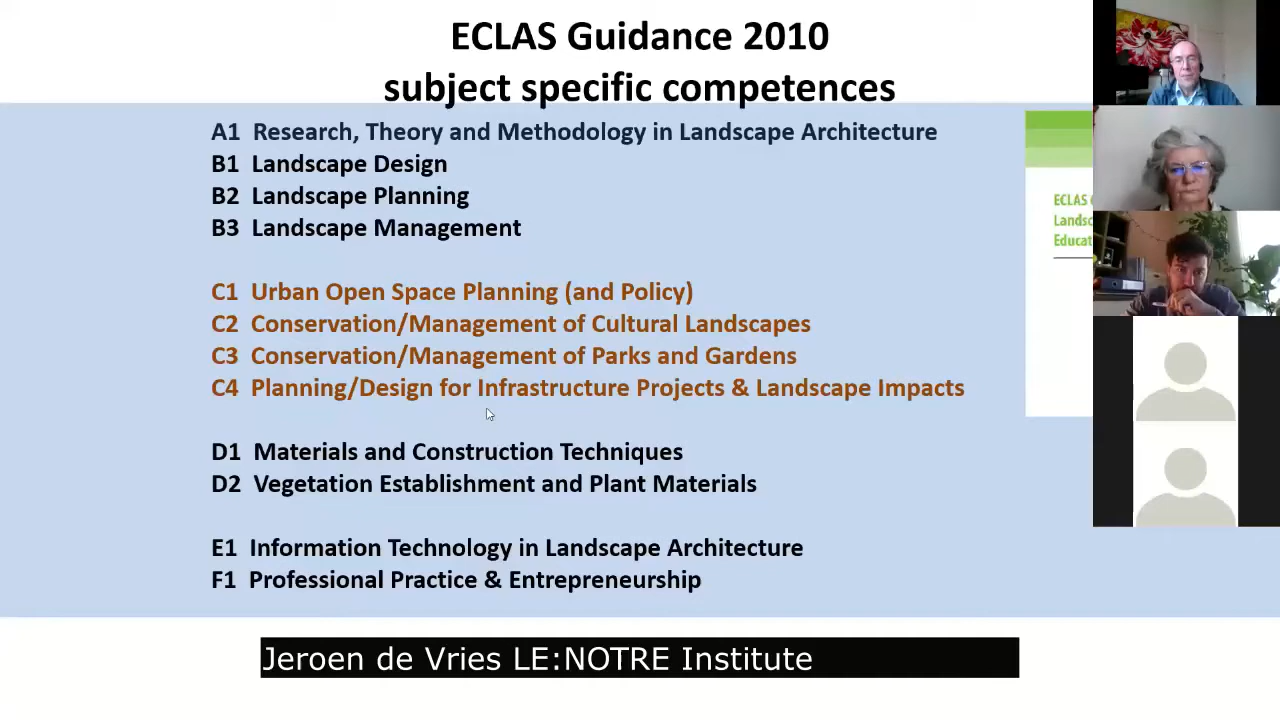 ECLAS Guidance 2010
subject specific competences
A1 Research, Theory and Methodology in Landscape Architecture
B1 Landscape Design
B2 Landscape Planning
B3 Landscape Management
C1 Urban Open Space Planning (and Policy)
C2 Conservation/Management of Cultural Landscapes
C3 Conservation/Management of Parks and Gardens
C4 Planning/Design for Infrastructure Projects & Landscape Impacts
D1 Materials and Construction Techniques
D2 Vegetation Establishment and Plant Materials
E1 Information Technology in Landscape Architecture
F1 Professional Practice & Entrepreneurship
ECLAS
Jeroen de Vries LE:NOTRE Institute